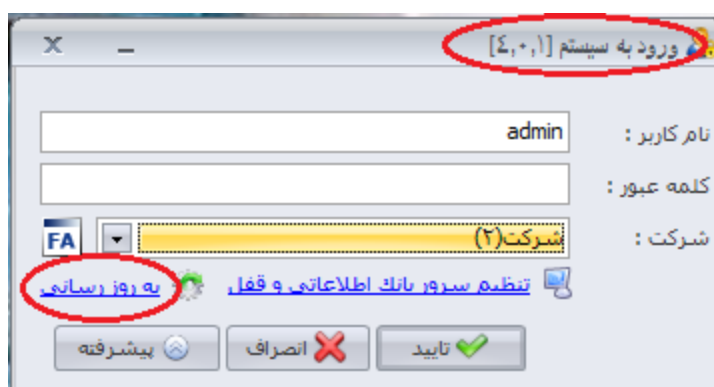 ورود به سیستم [٤,٠,١]
نام کاربر :
admin
کلمه عبور :
شرکت :
شرکت(٢)
FA
تنظیم سرور بانك اطلاعاتی و قفل
به روز رسانی
تایید
انصراف
پیشرفته